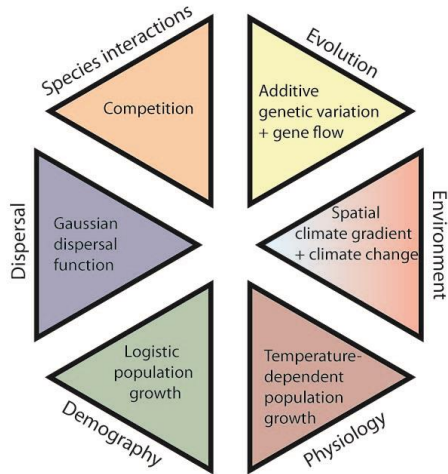 Species interactions
Competition
Evolution
Additive
genetic variation
+ gene flow
Dispersal
Gaussian
dispersal
function
Environment
Spatial
climate gradient
+ climate change
Demography
Logistic
population
growth
Physiology
Temperature-
dependent
population
growth